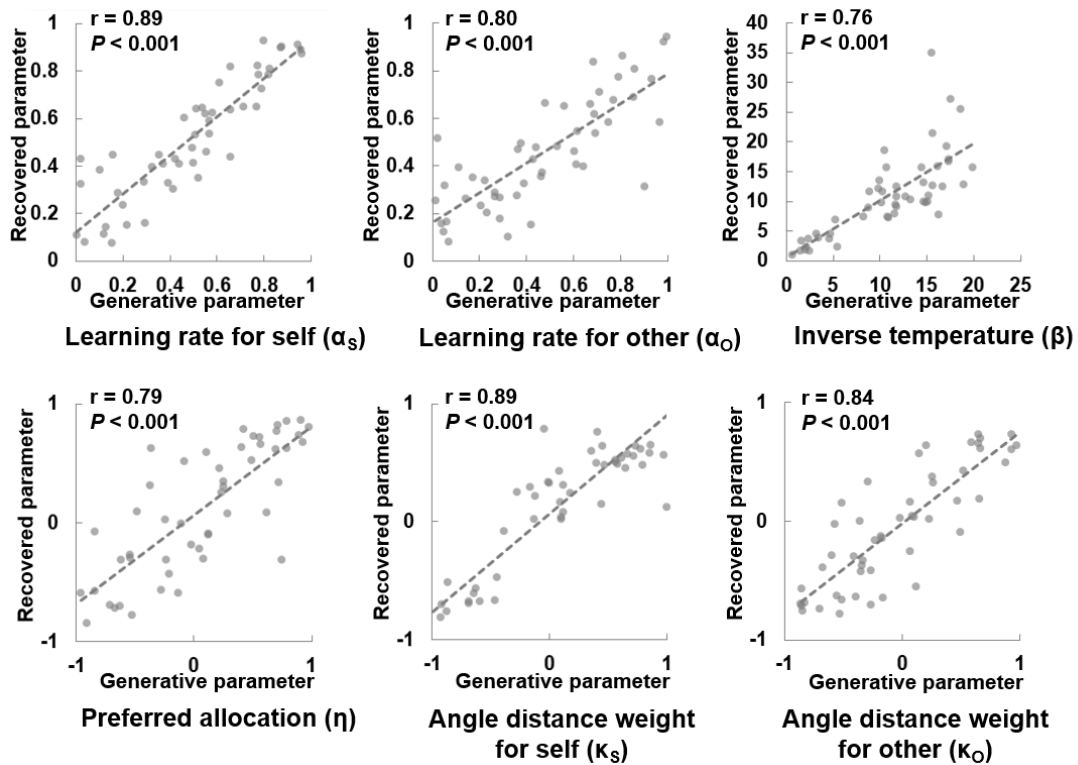 r = 0.89
P < 0.001
Recovered parameter
1
0.8
0.6
0.4
0.2
0
0 0.2 0.4 0.6 0.8 1
Generative parameter
Learning rate for self (αS)
r = 0.80
P < 0.001
Recovered parameter
1
0.8
0.6
0.4
0.2
0
0 0.2 0.4 0.6 0.8 1
Generative parameter
Learning rate for other (αO)
r = 0.76
P < 0.001
Recovered parameter
40
35
30
25
20
15
10
5
0
0 5 10 15 20 25
Generative parameter
Inverse temperature (β)
r = 0.79
P < 0.001
Recovered parameter
1
0
-1
-1 0 1
Generative parameter
Preferred allocation (η)
r = 0.89
P < 0.001
Recovered parameter
1
0
-1
-1 0 1
Generative parameter
Angle distance weight
for self (κS)
r = 0.84
P < 0.001
Recovered parameter
1
0
-1
-1 0 1
Generative parameter
Angle distance weight
for other (κO)